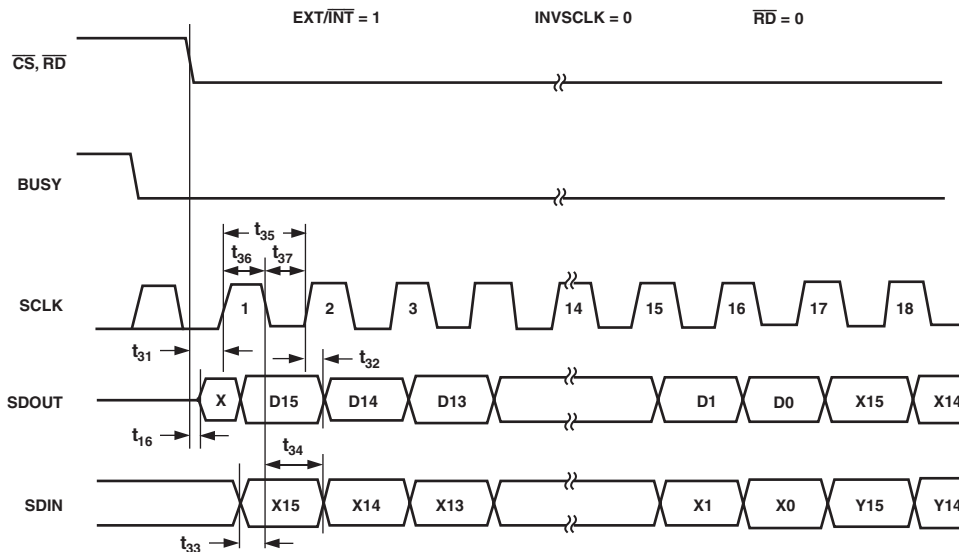 EXT/INT = 1 INVSCLK = 0 RD = 0
CS, RD
BUSY
t35
t36 t37
SCLK 1 2 3 14 15 16 17 18
t31 t32
SDOUT X D15 D14 D13 D1 D0 X15 X14
t16
t34
SDIN X15 X14 X13 X1 X0 Y15 Y14
t33